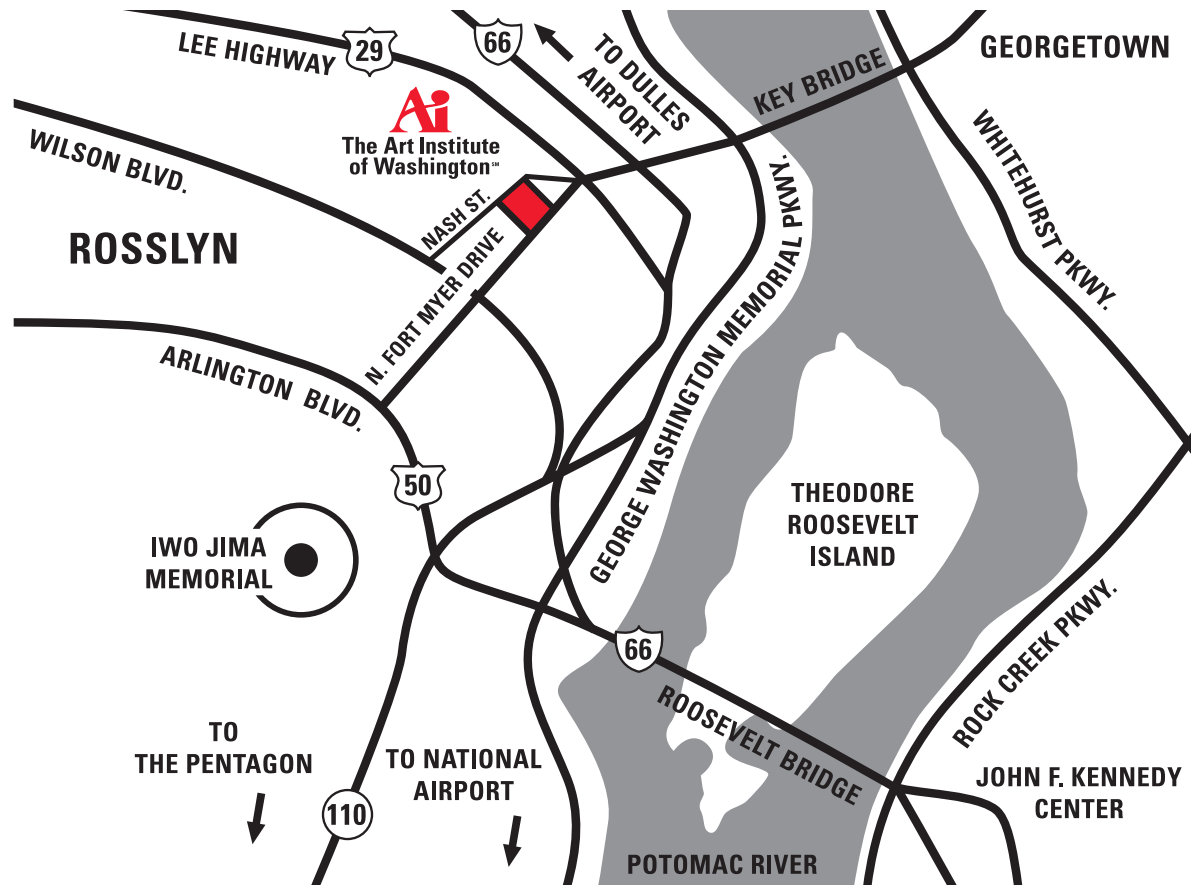 LEE HIGHWAY
29
66
TO DULLES
AIRPORT
KEY BRIDGE
GEORGETOWN
WILSON BLVD.
Ai
The Art Institute
of Washington℠
NASH ST.
N. FORT MYER DRIVE
ROSSLYN
WHITEHURST PKWY.
GEORGE WASHINGTON MEMORIAL PKWY.
ARLINGTON BLVD.
50
THEODORE
ROOSEVELT
ISLAND
IWO JIMA
MEMORIAL
66
ROOSEVELT BRIDGE
ROCK CREEK PKWY.
TO
THE PENTAGON
TO NATIONAL
AIRPORT
110
JOHN F. KENNEDY
CENTER
POTOMAC RIVER